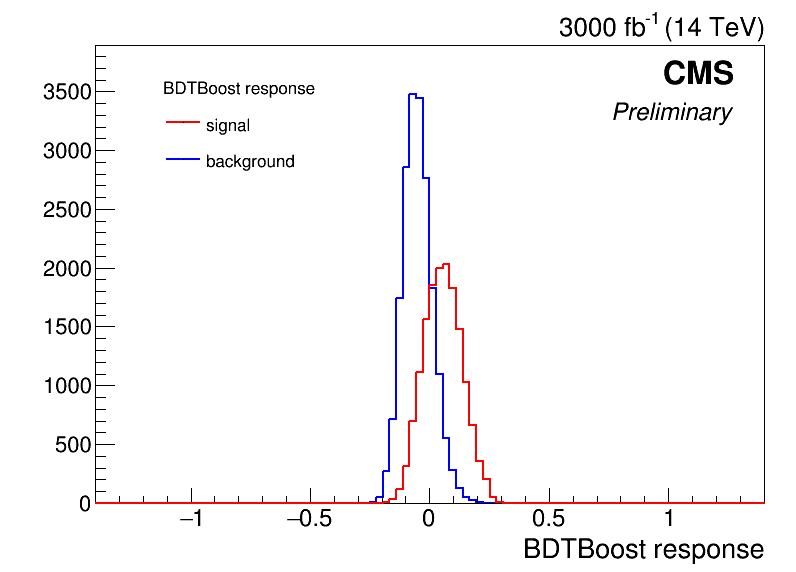 3000 fb-1 (14 TeV)
CMS
Preliminary
BDTBoost response
signal
background
3500
3000
2500
2000
1500
1000
500
0
−1 −0.5 0 0.5 1
BDTBoost response